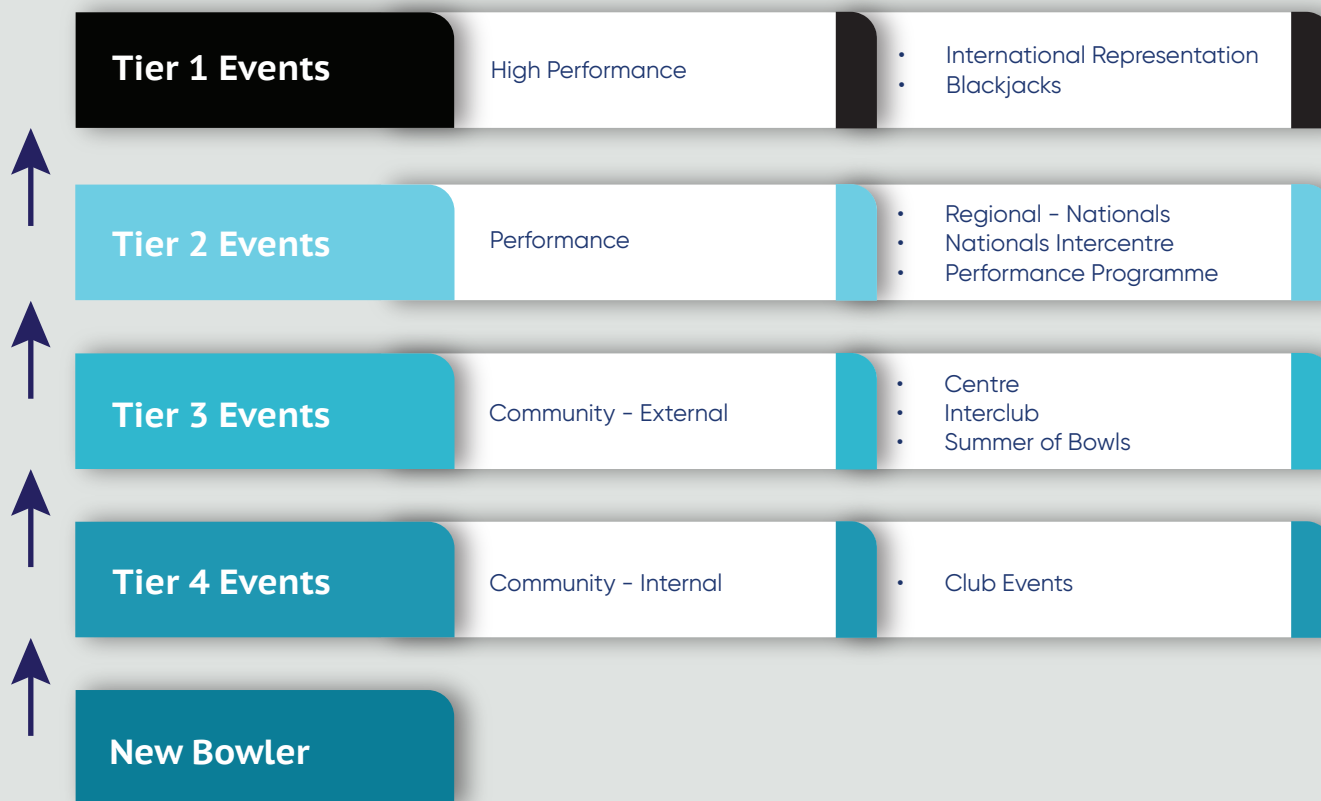 Tier 1 Events
High Performance
• International Representation
• Blackjacks
Tier 2 Events
Performance
• Regional - Nationals
• Nationals Intercentre
• Performance Programme
Tier 3 Events
Community - External
• Centre
• Interclub
• Summer of Bowls
Tier 4 Events
Community - Internal
• Club Events
New Bowler